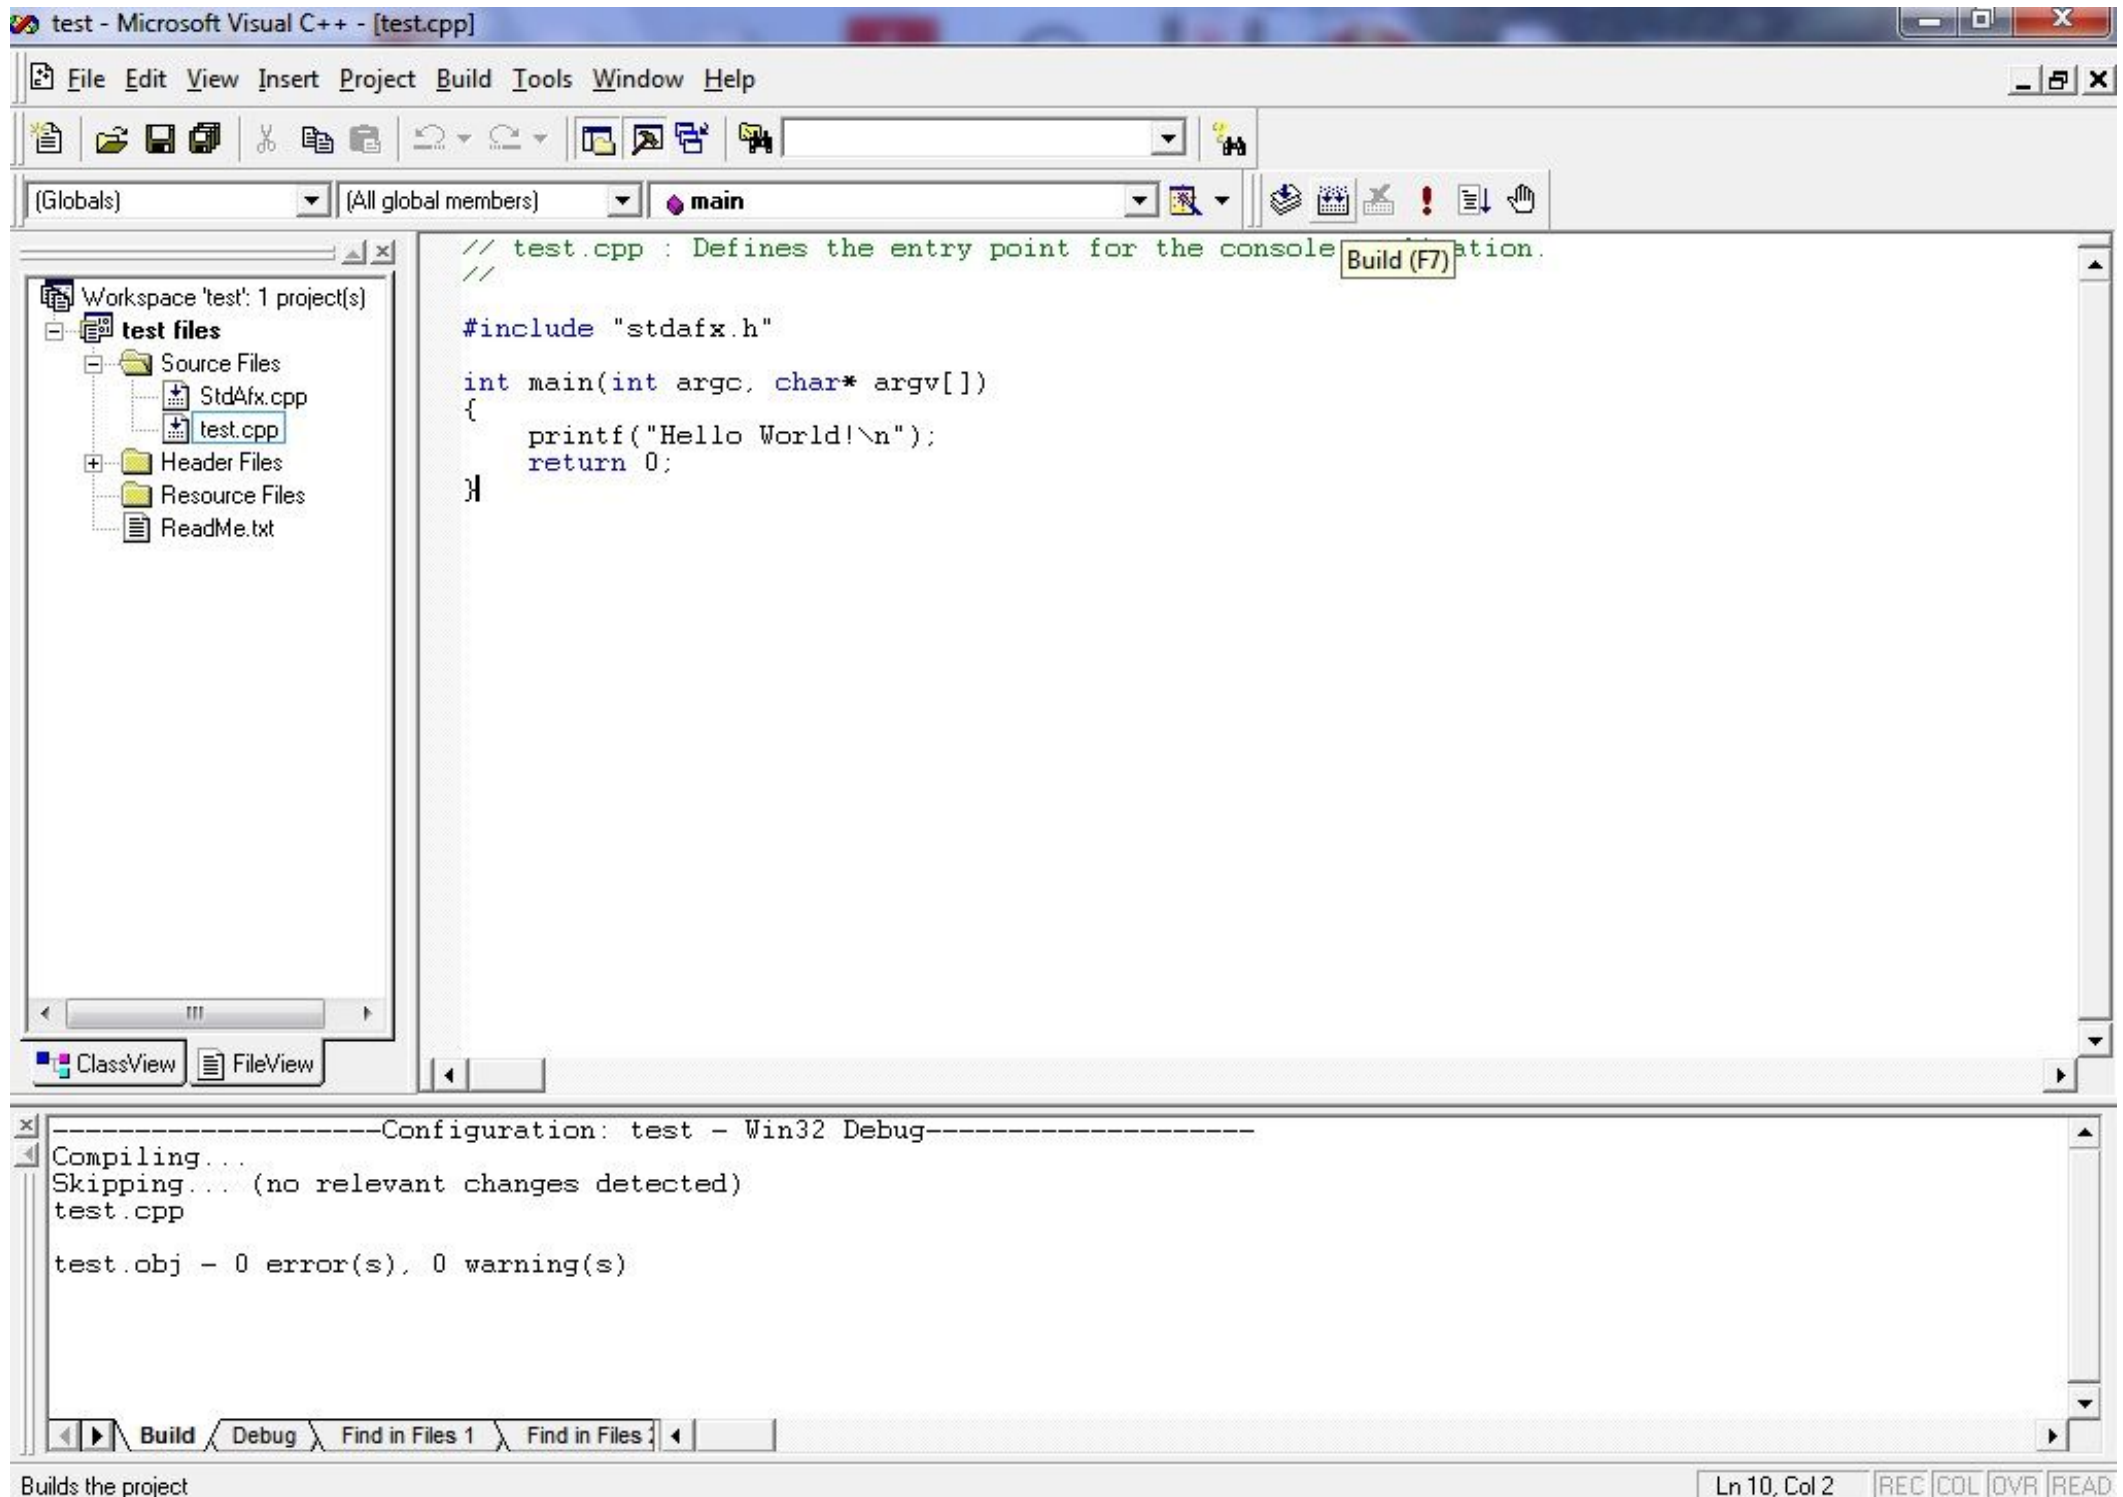 test - Microsoft Visual C++ - [test.cpp]
File Edit View Insert Project Build Tools Window Help
(Globals) (All global members) main
Workspace 'test': 1 project(s)
test files
Source Files
StdAfx.cpp
test.cpp
Header Files
Resource Files
ReadMe.txt
ClassView FileView
// test.cpp : Defines the entry point for the console ation.
Build (F7)
//
#include "stdafx.h"
int main(int argc, char* argv[])
{
printf("Hello World!\n");
return 0;
}
--------------------Configuration: test - Win32 Debug--------------------
Compiling...
Skipping... (no relevant changes detected)
test.cpp
test.obj - 0 error(s), 0 warning(s)
Build Debug Find in Files 1 Find in Files
Builds the project Ln 10, Col 2 REC COL OVR READ